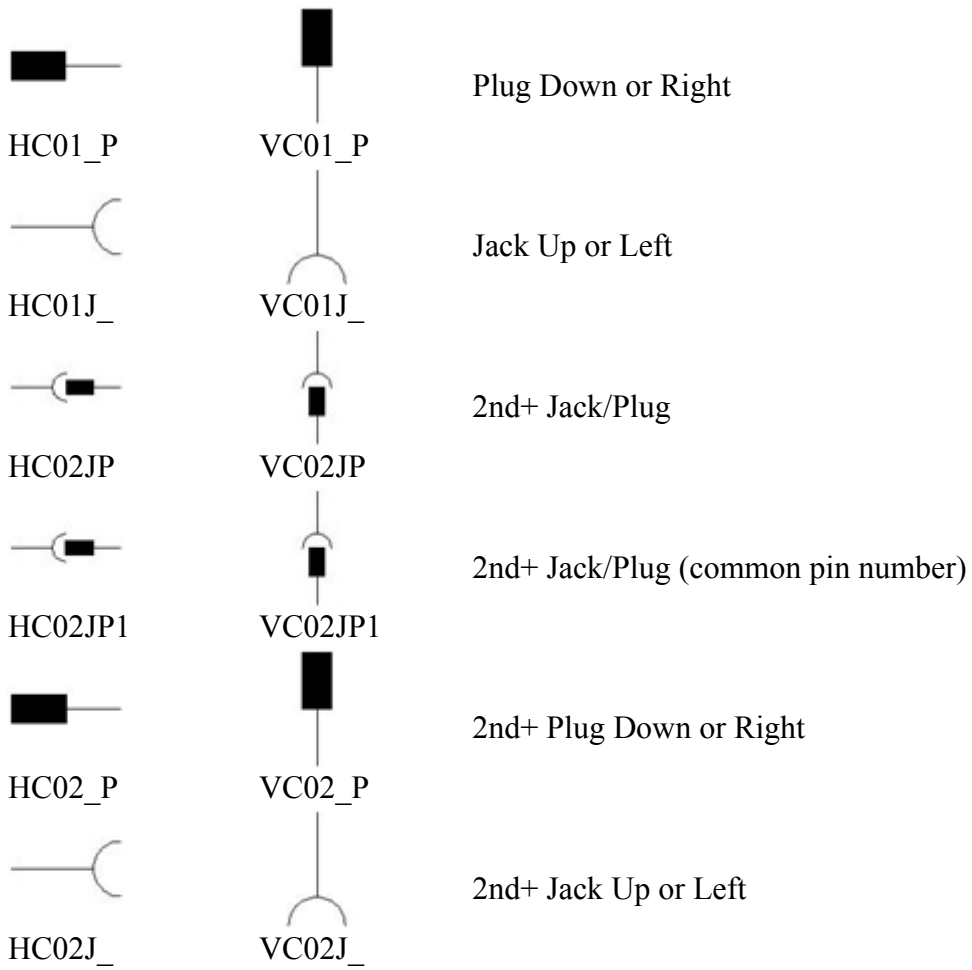 Plug Down or Right
HC01_P VC01_P
Jack Up or Left
HC01J_ VC01J_
2nd+ Jack/Plug
HC02JP VC02JP
2nd+ Jack/Plug (common pin number)
HC02JP1 VC02JP1
2nd+ Plug Down or Right
HC02_P VC02_P
2nd+ Jack Up or Left
HC02J_ VC02J_